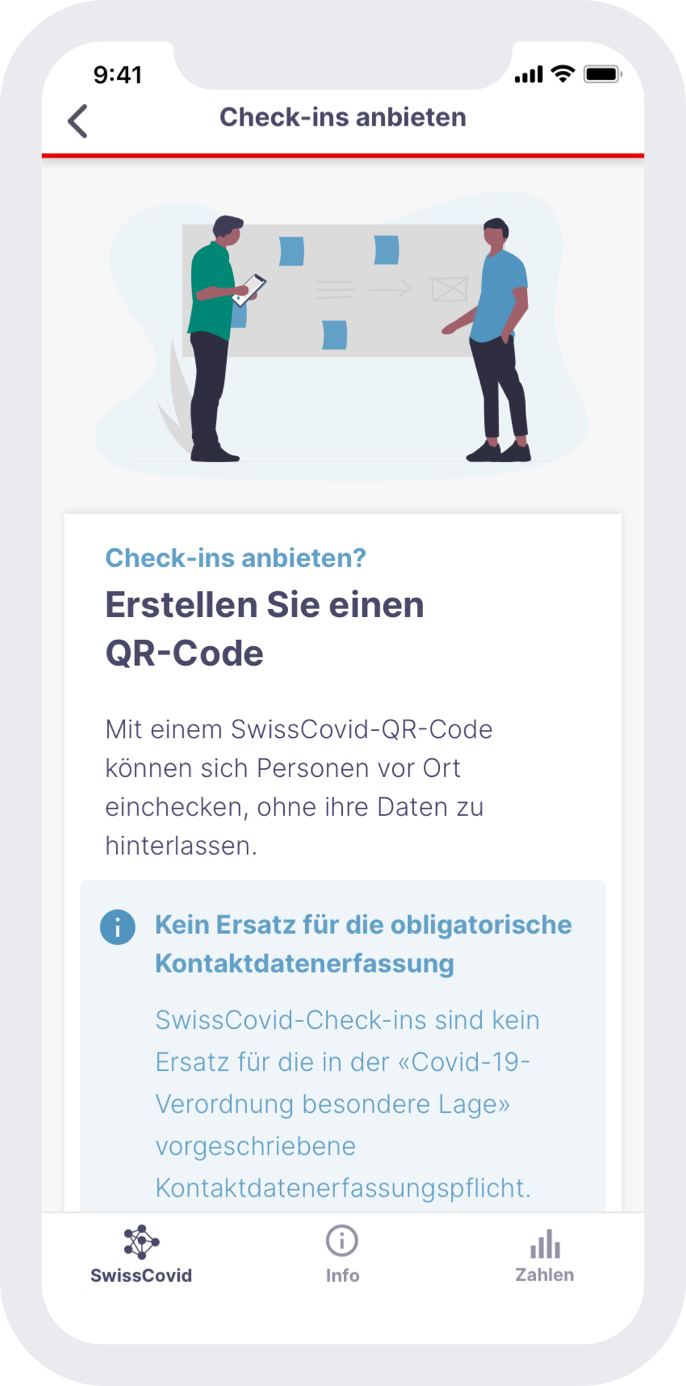 9:41
Check-ins anbieten
Check-ins anbieten?
Erstellen Sie einen
QR-Code
Mit einem SwissCovid-QR-Code
können sich Personen vor Ort
einchecken, ohne ihre Daten zu
hinterlassen.
Kein Ersatz für die obligatorische
Kontaktdatenerfassung
SwissCovid-Check-ins sind kein
Ersatz für die in der «Covid-19-
Verordnung besondere Lage»
vorgeschriebene
Kontaktdatenerfassungspflicht.
SwissCovid
Info
Zahlen